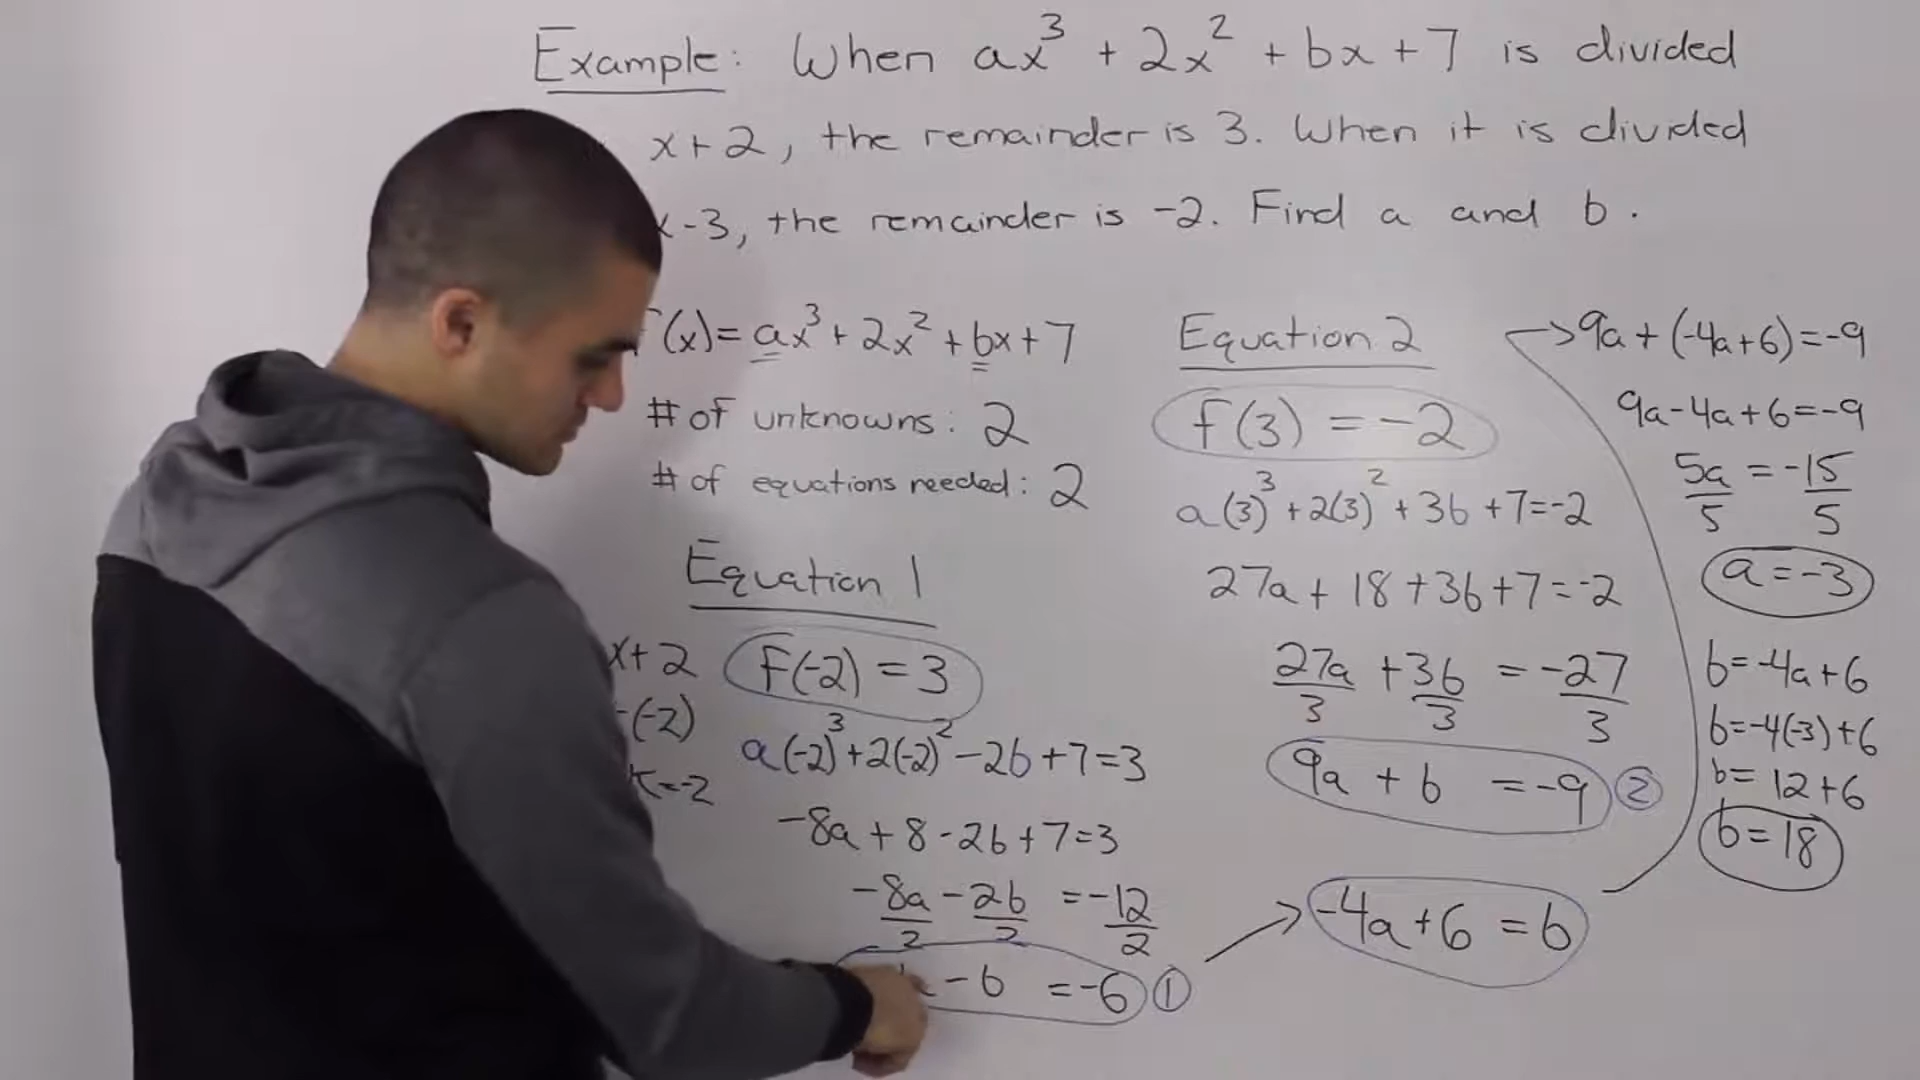 Example: When ax³ + 2x² + bx + 7 is divided
x+2, the remainder is 3. When it is divided
x-3, the remainder is -2. Find a and b.
(x) = ax³ + 2x² + bx + 7
# of unknowns: 2
# of equations needed: 2
Equation 1
x+2
-(-2)
x=-2
f(-2) = 3
a(-2)³+2(-2)²-2b+7=3
-8a+8-2b+7=3
-8a/2 -2b/2 = -12/2
-b = -6 ①
Equation 2
f(3) = -2
a(3)³+2(3)²+3b+7=-2
27a+18+3b+7=-2
27a/3 +3b/3 = -27/3
9a + b = -9 ②
-4a+6 = b
→9a+(-4a+6)=-9
9a-4a+6=-9
5a/5 = -15/5
a=-3
b=-4a+6
b=-4(-3)+6
b=12+6
b=18